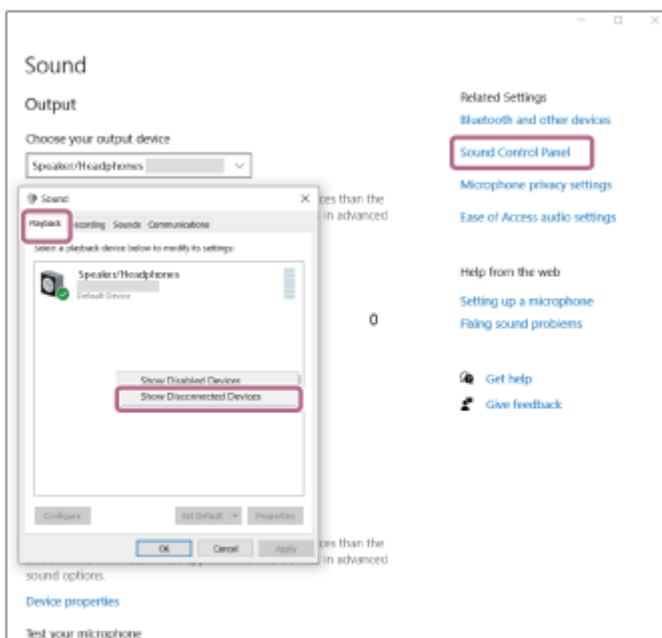 Sound
Output
Choose your output device
Speaker/Headphones
Sound
Playback Recording Sounds Communications
Select a playback device below to modify its settings:
Speaker/Headphones
Default Device
Show Disabled Devices
Show Disconnected Devices
Configure Set Default Properties
OK Cancel Apply
ces than the
in advanced
0
ces than the
in advanced
sound options.
Device properties
Test your microphone
Related Settings
Bluetooth and other devices
Sound Control Panel
Microphone privacy settings
Ease of Access audio settings
Help from the web
Setting up a microphone
Fixing sound problems
Get help
Give feedback